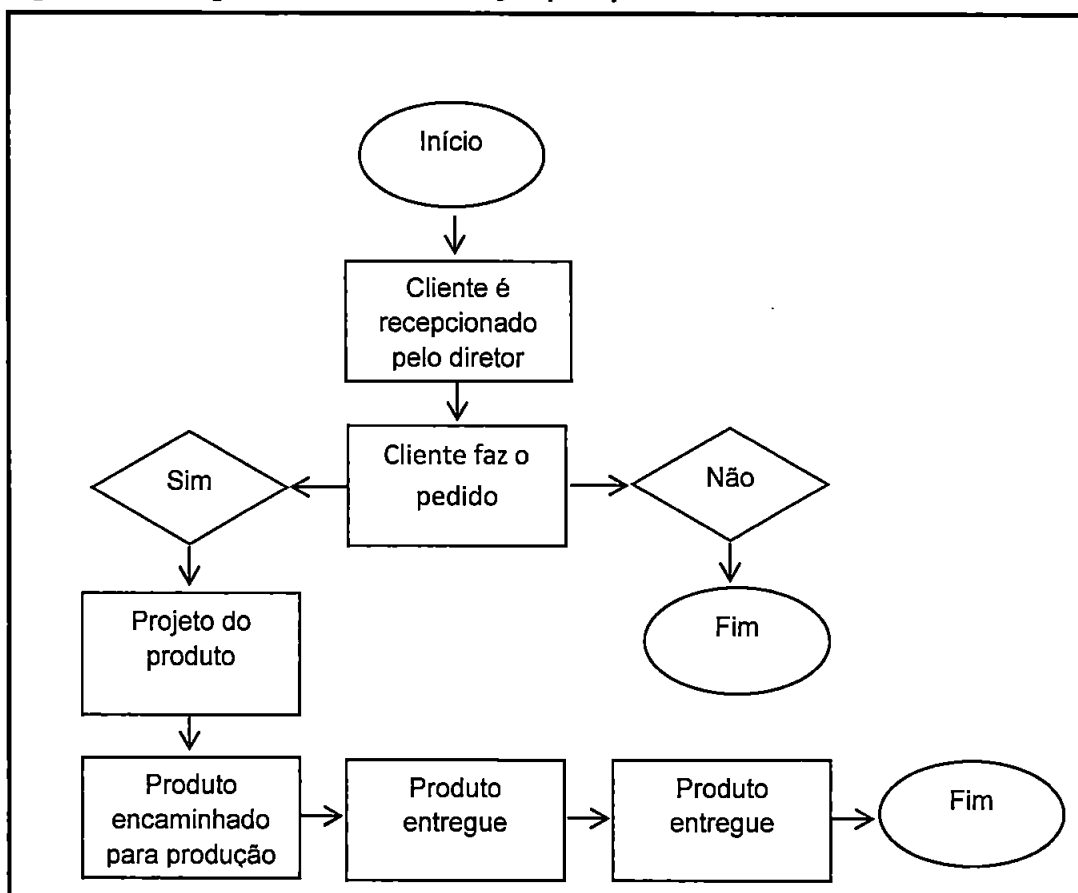 Início
Cliente é
recepcionado
pelo diretor
Cliente faz o
pedido
Sim
Não
Projeto do
produto
Fim
Produto
encaminhado
para produção
Produto
entregue
Produto
entregue
Fim